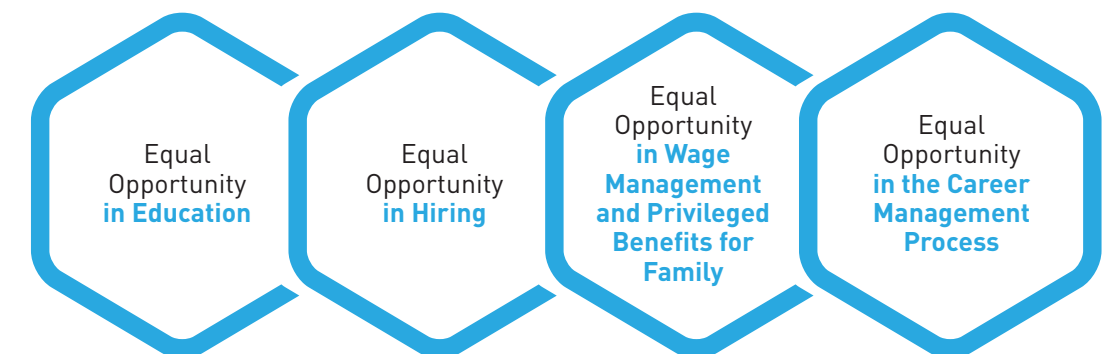 Equal
Opportunity
in Education
Equal
Opportunity
in Hiring
Equal
Opportunity
in Wage
Management
and Privileged
Benefits for
Family
Equal
Opportunity
in the Career
Management
Process